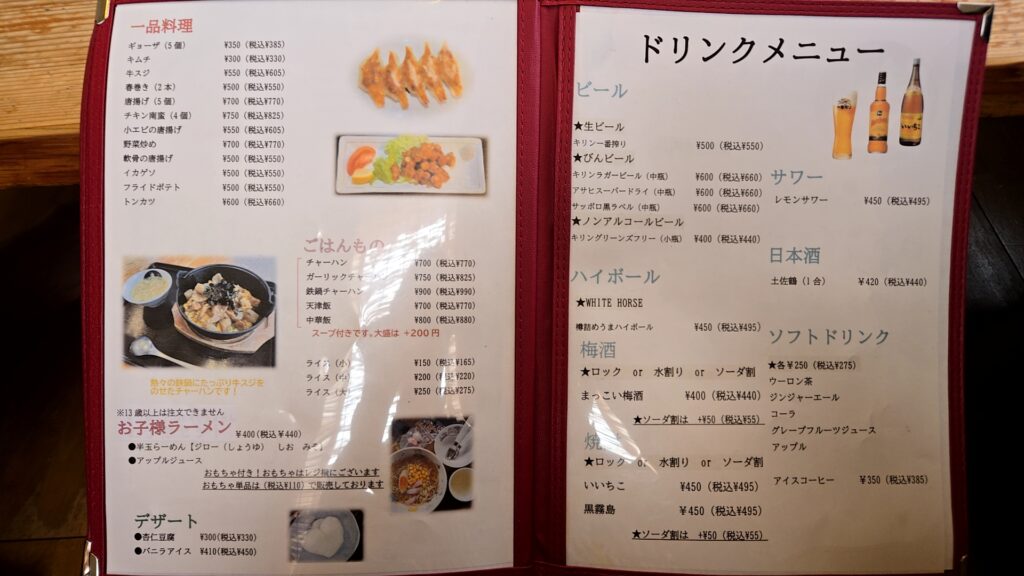 一品料理
ギョーザ（5個） ¥350（税込¥385）
キムチ ¥300（税込¥330）
牛スジ ¥550（税込¥605）
春巻き（2本） ¥500（税込¥550）
唐揚げ（5個） ¥700（税込¥770）
チキン南蛮（4個） ¥750（税込¥825）
小エビの唐揚げ ¥550（税込¥605）
野菜炒め ¥700（税込¥770）
軟骨の唐揚げ ¥500（税込¥550）
イカゲソ ¥500（税込¥550）
フライドポテト ¥500（税込¥550）
トンカツ ¥600（税込¥660）
ごはんもの
チャーハン ¥700（税込¥770）
ガーリックチャーハン ¥750（税込¥825）
鉄鍋チャーハン ¥900（税込¥990）
天津飯 ¥700（税込¥770）
中華飯 ¥800（税込¥880）
スープ付きです。大盛は +200円
熱々の鉄鍋にたっぷり牛スジを
のせたチャーハンです！
ライス（小） ¥150（税込¥165）
ライス（中） ¥200（税込¥220）
ライス（大） ¥250（税込¥275）
※13歳以上は注文できません
お子様ラーメン ¥400（税込¥440）
●半玉らーめん【ジロー（しょうゆ） しお みそ】
●アップルジュース
おもちゃ付き！おもちゃはレジ横にございます
おもちゃ単品は（税込¥110）で販売しております
デザート
●杏仁豆腐 ¥300（税込¥330）
●バニラアイス ¥410（税込¥450）
ドリンクメニュー
ビール
★生ビール
キリン一番搾り ¥500（税込¥550）
★びんビール
キリンラガービール（中瓶） ¥600（税込¥660）
アサヒスーパードライ（中瓶） ¥600（税込¥660）
サッポロ黒ラベル（中瓶） ¥600（税込¥660）
★ノンアルコールビール
キリングリーンズフリー（小瓶） ¥400（税込¥440）
ハイボール
★WHITE HORSE
樽詰めうまハイボール ¥450（税込¥495）
梅酒
★ロック or 水割り or ソーダ割
まっこい梅酒 ¥400（税込¥440）
★ソーダ割は +¥50（税込¥55）
焼
★ロック or 水割り or ソーダ割
いいちこ ¥450（税込¥495）
黒霧島 ¥450（税込¥495）
★ソーダ割は +¥50（税込¥55）
いいちこ
サワー
レモンサワー ¥450（税込¥495）
日本酒
土佐鶴（1合） ¥420（税込¥440）
ソフトドリンク
★各¥250（税込¥275）
ウーロン茶
ジンジャーエール
コーラ
グレープフルーツジュース
アップル
アイスコーヒー ¥350（税込¥385）